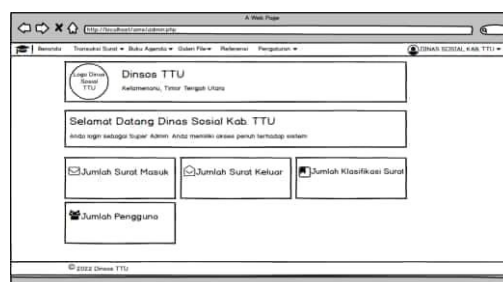 A Web Page
http://localhost/amsi/admin.php
Beranda Transaksi Surat Buku Agenda Galeri File Referensi Pengaturan DINAS SOSIAL KAB. TTU
Logo Dinas
Sosial
TTU
Dinsos TTU
Kefamenanu, Timor Tengah Utara
Selamat Datang Dinas Sosial Kab. TTU
Anda login sebagai Super Admin. Anda memiliki akses penuh terhadap sistem
Jumlah Surat Masuk
Jumlah Surat Keluar
Jumlah Klasifikasi Surat
Jumlah Pengguna
© 2022 Dinsos TTU